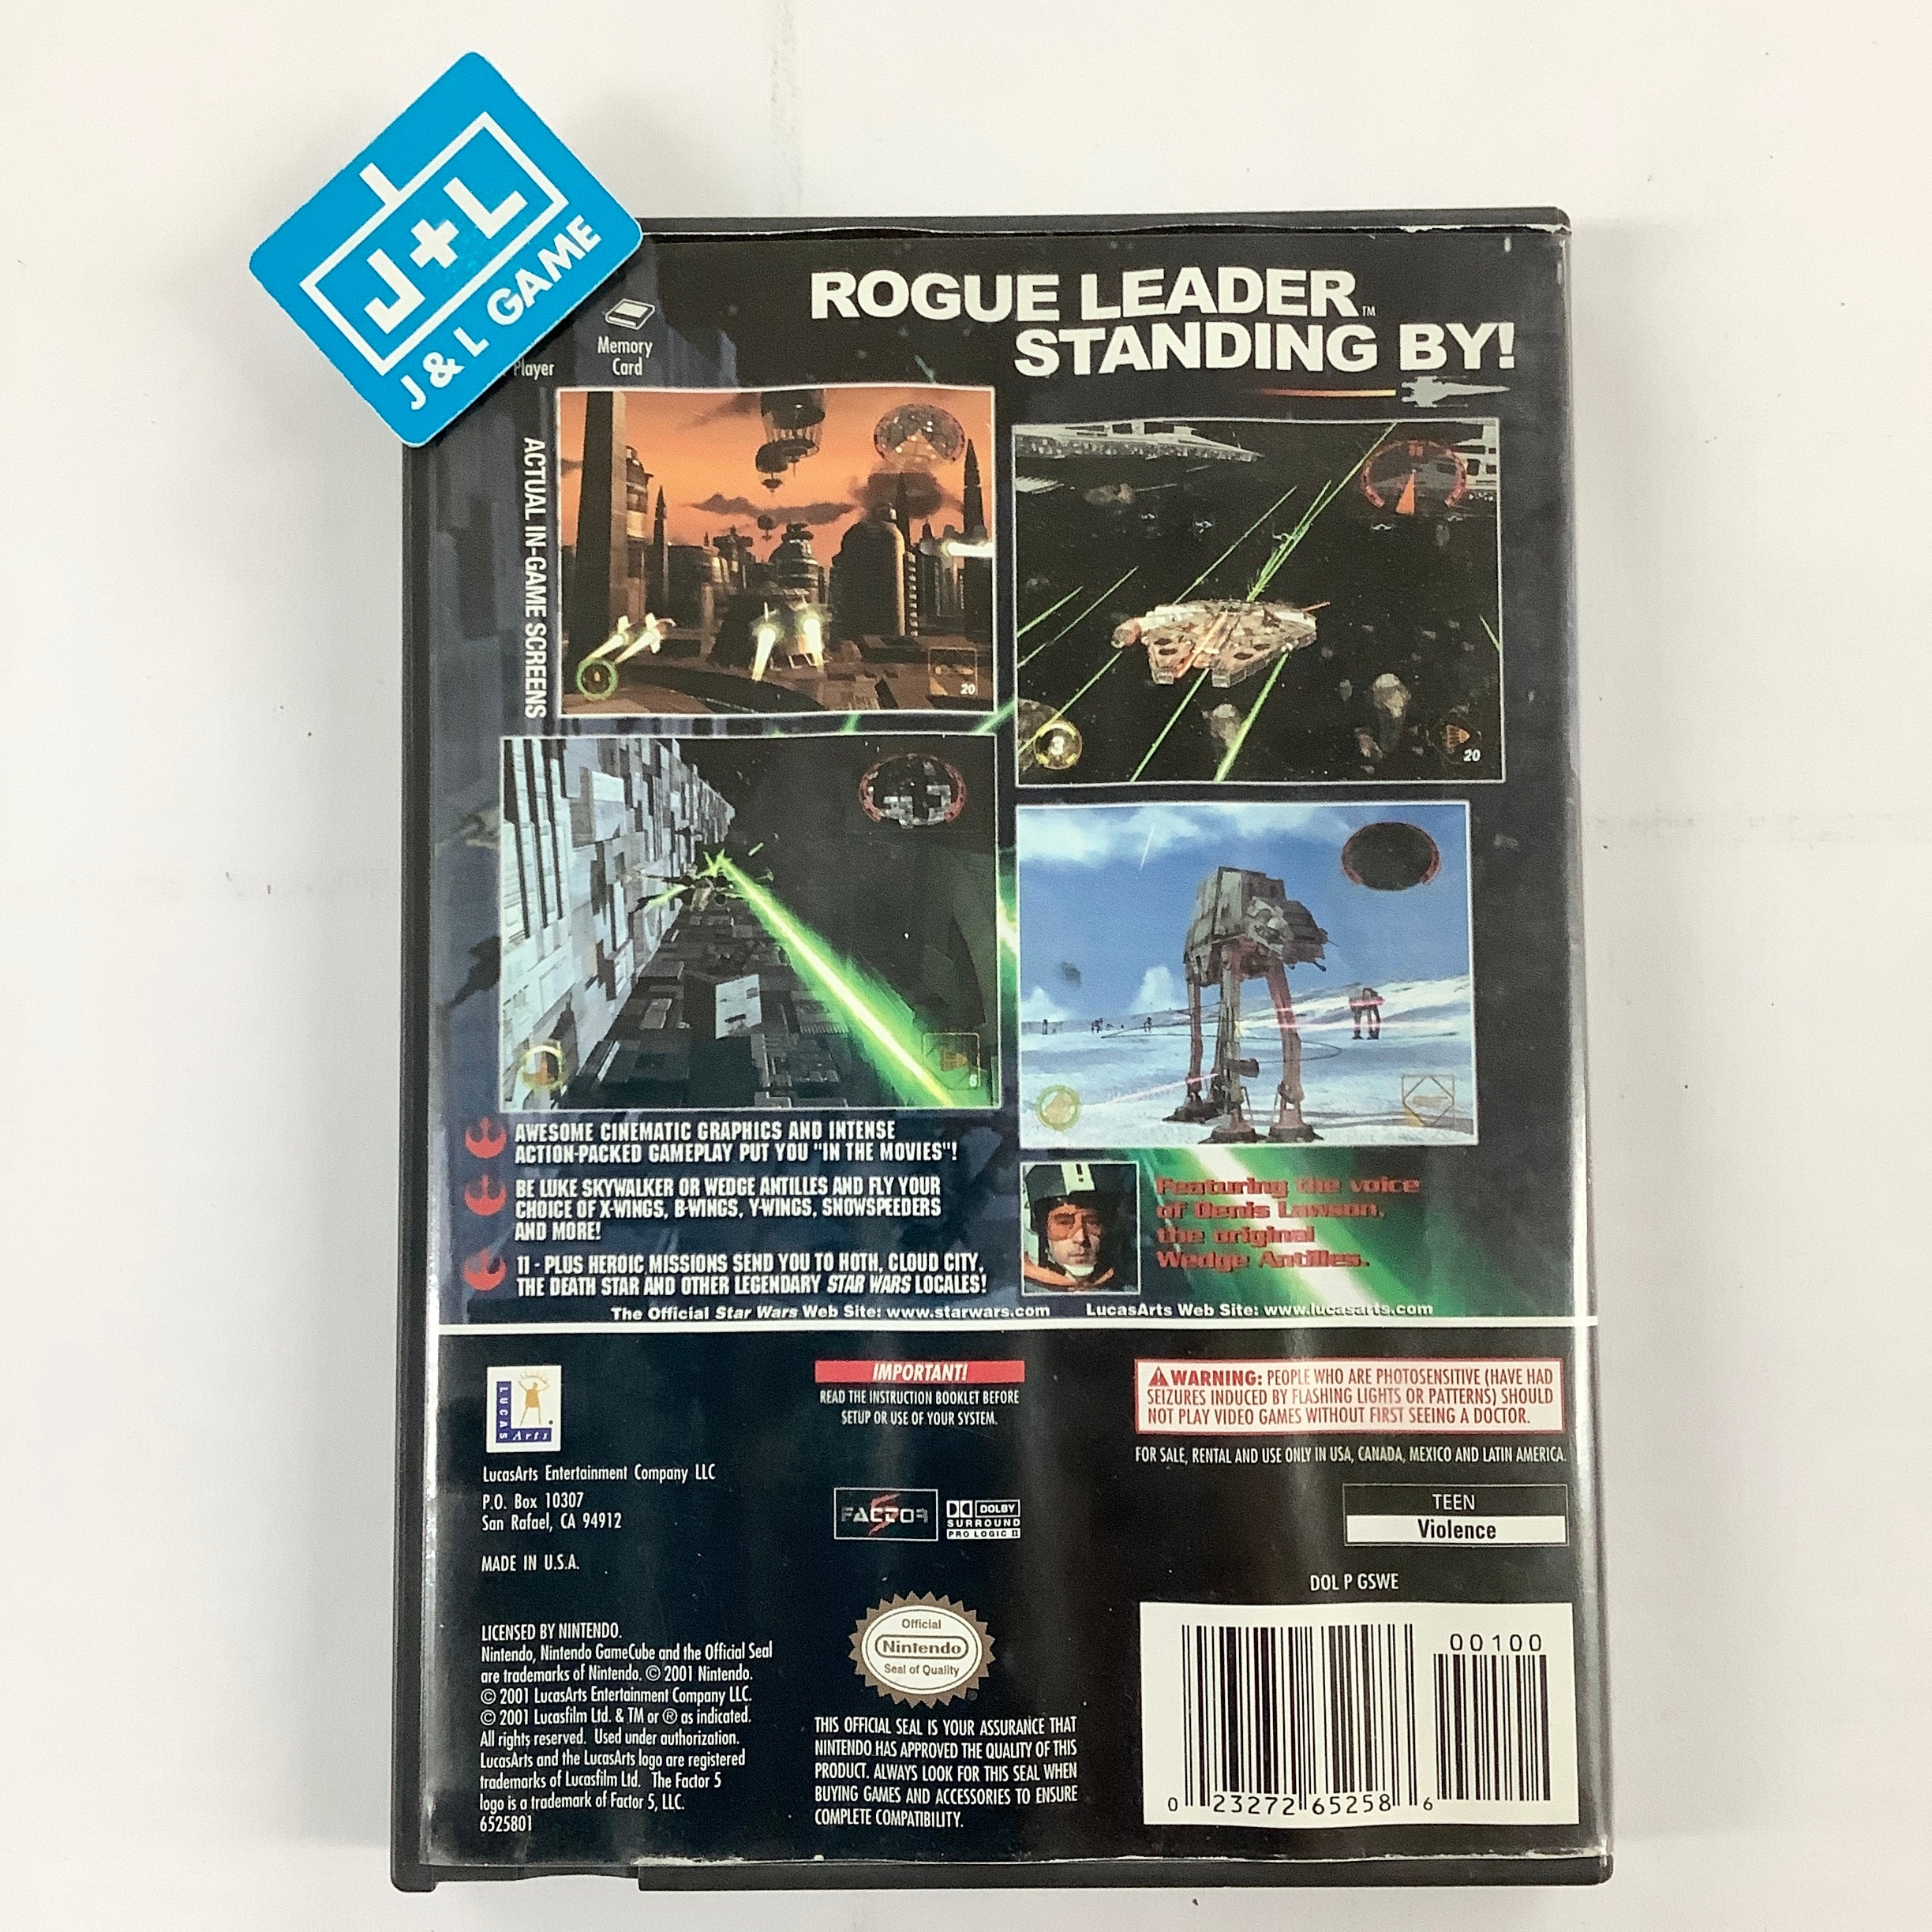 J+L
J & L GAME
Player
Memory
Card
ROGUE LEADER™
STANDING BY!
ACTUAL IN-GAME SCREENS
20
3
20
6
AWESOME CINEMATIC GRAPHICS AND INTENSE
ACTION-PACKED GAMEPLAY PUT YOU "IN THE MOVIES"!
BE LUKE SKYWALKER OR WEDGE ANTILLES AND FLY YOUR
CHOICE OF X-WINGS, B-WINGS, Y-WINGS, SNOWSPEEDERS
AND MORE!
11 - PLUS HEROIC MISSIONS SEND YOU TO HOTH, CLOUD CITY,
THE DEATH STAR AND OTHER LEGENDARY STAR WARS LOCALES!
Featuring the voice
of Denis Lawson,
the original
Wedge Antilles.
The Official Star Wars Web Site: www.starwars.com
LucasArts Web Site: www.lucasarts.com
LUCAS
Arts
LucasArts Entertainment Company LLC
P.O. Box 10307
San Rafael, CA 94912
MADE IN U.S.A.
LICENSED BY NINTENDO.
Nintendo, Nintendo GameCube and the Official Seal
are trademarks of Nintendo. © 2001 Nintendo.
© 2001 LucasArts Entertainment Company LLC.
© 2001 Lucasfilm Ltd. & TM or ® as indicated.
All rights reserved. Used under authorization.
LucasArts and the LucasArts logo are registered
trademarks of Lucasfilm Ltd. The Factor 5
logo is a trademark of Factor 5, LLC.
6525801
IMPORTANT!
READ THE INSTRUCTION BOOKLET BEFORE
SETUP OR USE OF YOUR SYSTEM.
FACTOR 5
DOLBY
SURROUND
PRO LOGIC II
Official
Nintendo
Seal of Quality
THIS OFFICIAL SEAL IS YOUR ASSURANCE THAT
NINTENDO HAS APPROVED THE QUALITY OF THIS
PRODUCT. ALWAYS LOOK FOR THIS SEAL WHEN
BUYING GAMES AND ACCESSORIES TO ENSURE
COMPLETE COMPATIBILITY.
WARNING: PEOPLE WHO ARE PHOTOSENSITIVE (HAVE HAD
SEIZURES INDUCED BY FLASHING LIGHTS OR PATTERNS) SHOULD
NOT PLAY VIDEO GAMES WITHOUT FIRST SEEING A DOCTOR.
FOR SALE, RENTAL AND USE ONLY IN USA, CANADA, MEXICO AND LATIN AMERICA.
TEEN
Violence
DOL P GSWE
00100
0 23272 65258 6